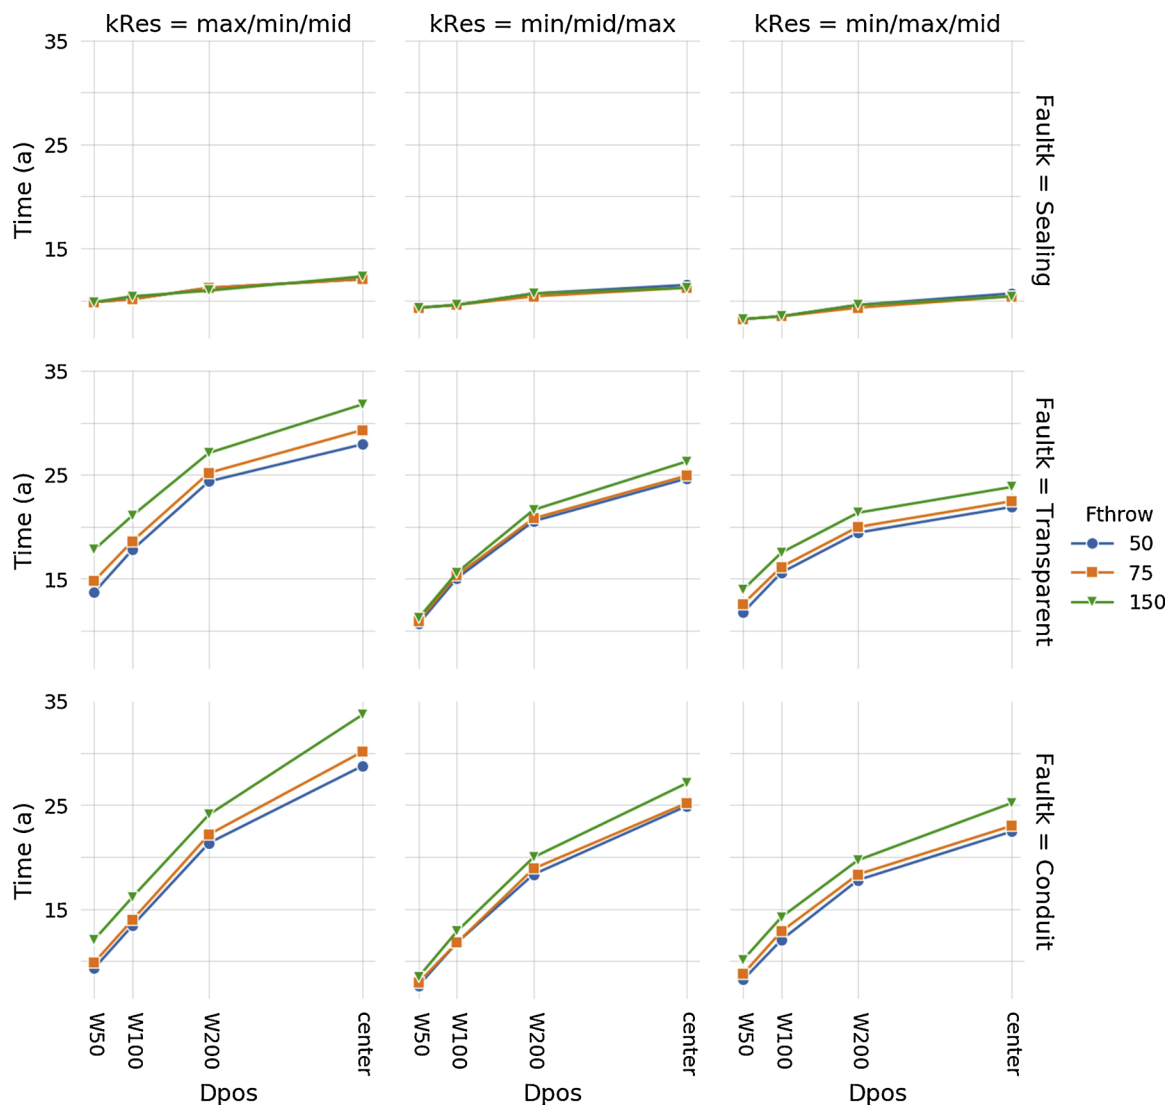 kRes = max/min/mid
kRes = min/mid/max
kRes = min/max/mid
35
25
15
Time (a)
Faultk = Sealing
35
25
15
Time (a)
Faultk = Transparent
Fthrow
50
75
150
35
25
15
Time (a)
Faultk = Conduit
W50
W100
W200
center
W50
W100
W200
center
W50
W100
W200
center
Dpos
Dpos
Dpos